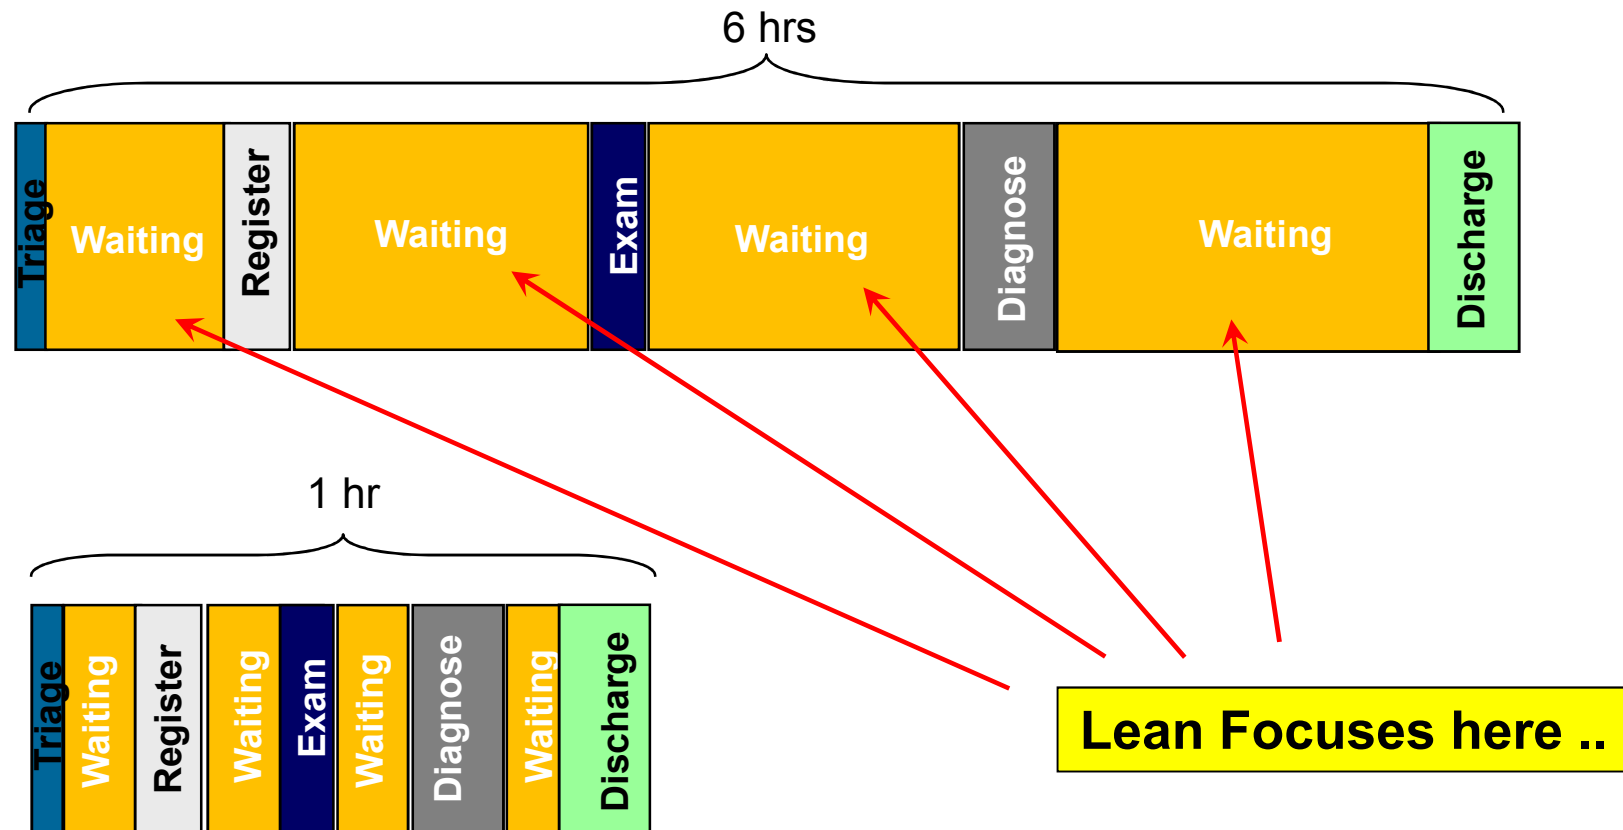 6 hrs
Triage
Waiting
Register
Waiting
Exam
Waiting
Diagnose
Waiting
Discharge
1 hr
Triage
Waiting
Register
Waiting
Exam
Waiting
Diagnose
Waiting
Discharge
Lean Focuses here ..